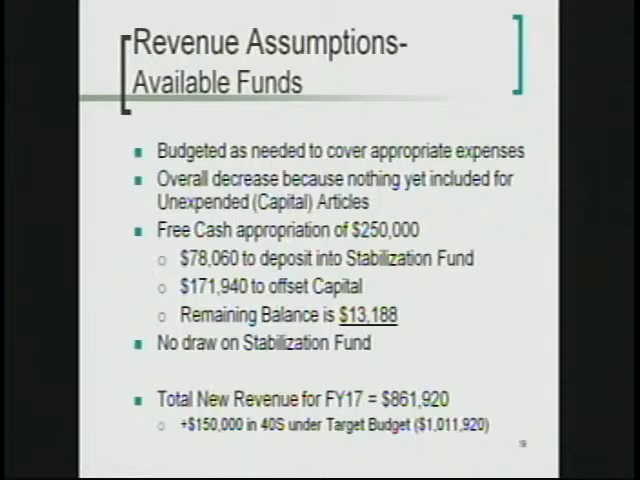 Revenue Assumptions-
Available Funds
Budgeted as needed to cover appropriate expenses
Overall decrease because nothing yet included for
Unexpended (Capital) Articles
Free Cash appropriation of $250,000
$78,060 to deposit into Stabilization Fund
$171,940 to offset Capital
Remaining Balance is $13,188
No draw on Stabilization Fund
Total New Revenue for FY17 = $861,920
+$150,000 in 40S under Target Budget ($1,011,920)